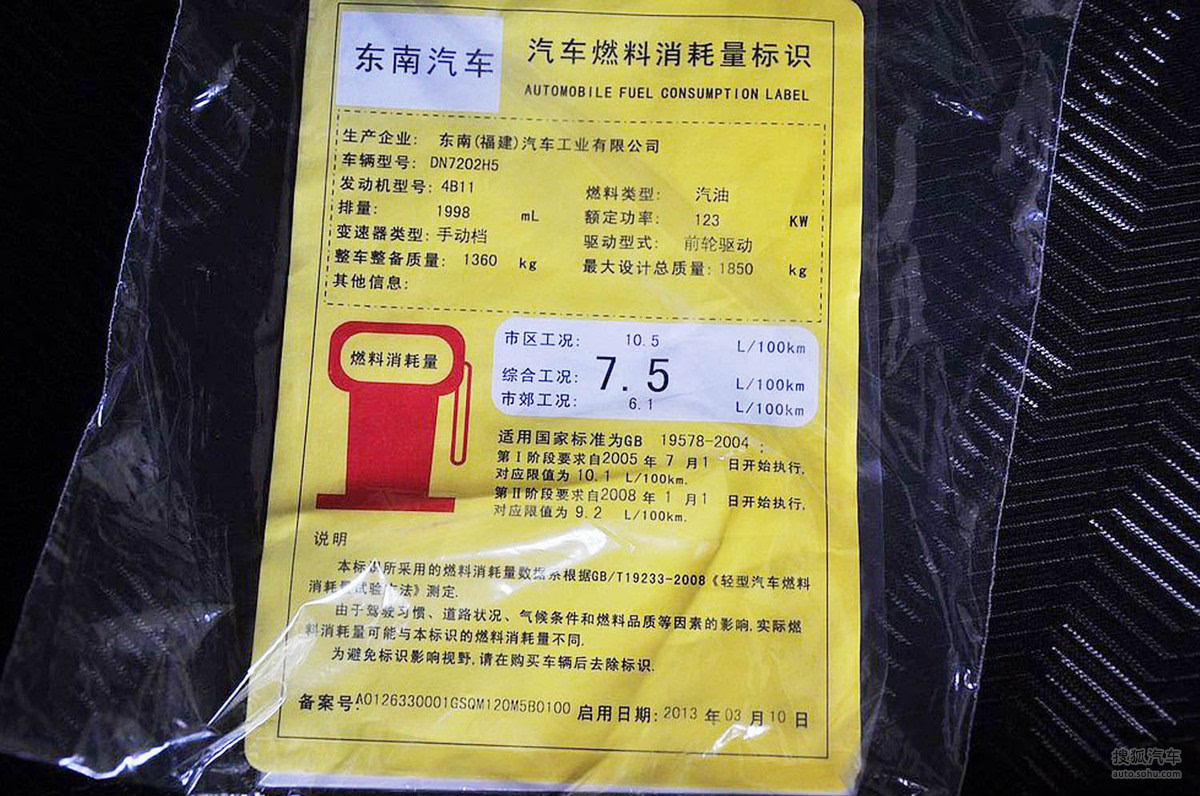 东南汽车
汽车燃料消耗量标识
AUTOMOBILE FUEL CONSUMPTION LABEL
生产企业: 东南(福建)汽车工业有限公司
车辆型号: DN7202H5
发动机型号: 4B11 燃料类型: 汽油
排量: 1998 mL 额定功率: 123 KW
变速器类型: 手动档 驱动型式: 前轮驱动
整车整备质量: 1360 kg 最大设计总质量: 1850 kg
其他信息:
燃料消耗量
市区工况: 10.5 L/100km
综合工况: 7.5 L/100km
市郊工况: 6.1 L/100km
适用国家标准为GB 19578-2004 ;
第Ⅰ阶段要求自2005 年 7 月1 日开始执行,
对应限值为 10.1 L/100km.
第Ⅱ阶段要求自2008 年 1 月1 日开始执行,
对应限值为 9.2 L/100km.
说明
本标识所采用的燃料消耗量数据系根据GB/T19233-2008《轻型汽车燃料
消耗量试验方法》测定.
由于驾驶习惯、道路状况、气候条件和燃料品质等因素的影响,实际燃
料消耗量可能与本标识的燃料消耗量不同.
为避免标识影响视野,请在购买车辆后去除标识.
备案号:A0126330001GSQM120M5B0100 启用日期: 2013 年 03 月 10 日
搜狐汽车
auto.sohu.com